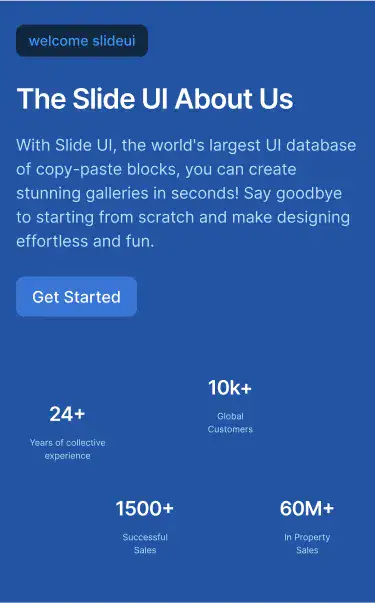 welcome slideui
The Slide UI About Us
With Slide UI, the world's largest UI database
of copy-paste blocks, you can create
stunning galleries in seconds! Say goodbye
to starting from scratch and make designing
effortless and fun.
Get Started
10k+
Global
Customers
24+
Years of collective
experience
1500+
Successful
Sales
60M+
In Property
Sales